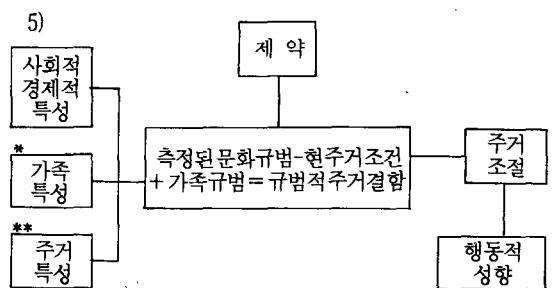 5)
제 약
사회적
경제적
특성
*
가족
특성
측정된 문화규범-현주거조건
+ 가족규범 = 규범적주거결함
주거
조절
**
주거
특성
행동적
성향